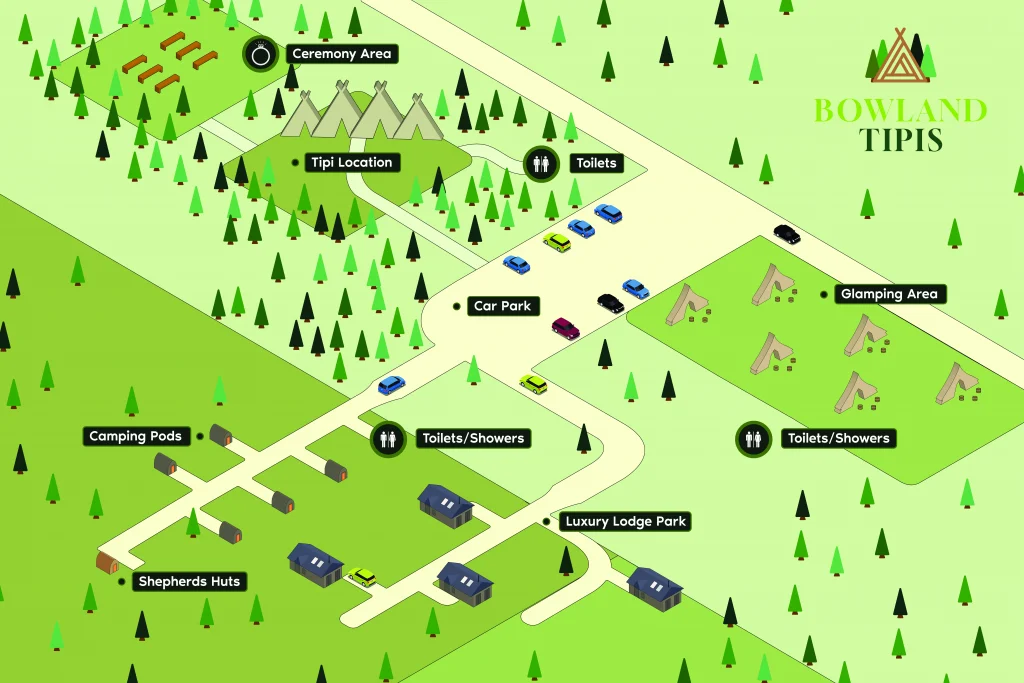 Ceremony Area
BOWLAND
TIPIS
Tipi Location
Toilets
Glamping Area
Car Park
Camping Pods
Toilets/Showers
Toilets/Showers
Luxury Lodge Park
Shepherds Huts